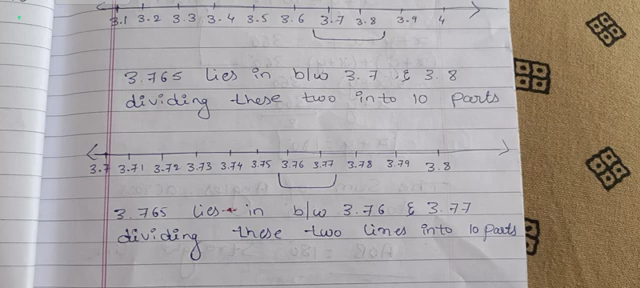 3.1 3.2 3.3 3.4 3.5 3.6 3.7 3.8 3.9 4
3.765 lies in b/w 3.7 & 3.8
dividing these two into 10 parts
3.7 3.71 3.72 3.73 3.74 3.75 3.76 3.77 3.78 3.79 3.8
3.765 lies in b/w 3.76 & 3.77
dividing these two lines into 10 parts